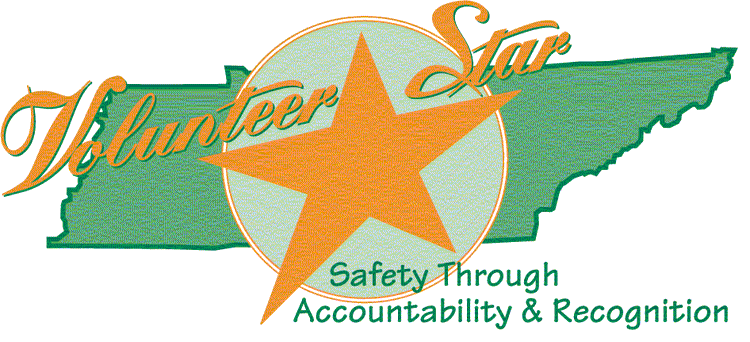 Volunteer Star
Safety Through
Accountability & Recognition